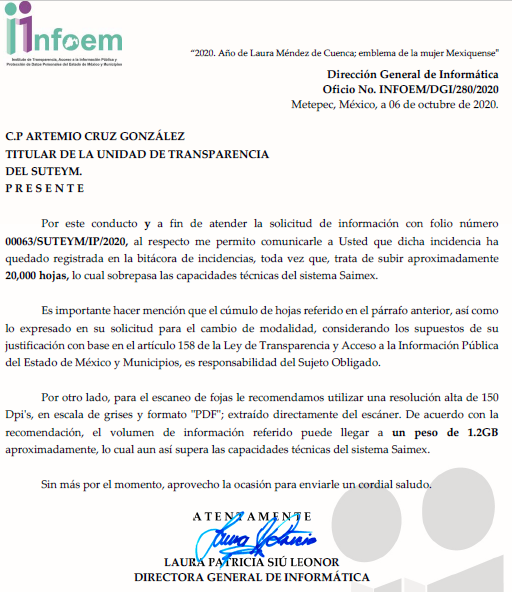 infoem
Instituto de Transparencia, Acceso a la Información Pública y
Protección de Datos Personales del Estado de México y Municipios
“2020. Año de Laura Méndez de Cuenca; emblema de la mujer Mexiquense”
Dirección General de Informática
Oficio No. INFOEM/DGI/280/2020
Metepec, México, a 06 de octubre de 2020.
C.P ARTEMIO CRUZ GONZÁLEZ
TITULAR DE LA UNIDAD DE TRANSPARENCIA
DEL SUTEYM.
P R E S E N T E
Por este conducto y a fin de atender la solicitud de información con folio número
00063/SUTEYM/IP/2020, al respecto me permito comunicarle a Usted que dicha incidencia ha
quedado registrada en la bitácora de incidencias, toda vez que, trata de subir aproximadamente
20,000 hojas, lo cual sobrepasa las capacidades técnicas del sistema Saimex.
Es importante hacer mención que el cúmulo de hojas referido en el párrafo anterior, así como
lo expresado en su solicitud para el cambio de modalidad, considerando los supuestos de su
justificación con base en el artículo 158 de la Ley de Transparencia y Acceso a la Información Pública
del Estado de México y Municipios, es responsabilidad del Sujeto Obligado.
Por otro lado, para el escaneo de fojas le recomendamos utilizar una resolución alta de 150
Dpi's, en escala de grises y formato "PDF"; extraído directamente del escáner. De acuerdo con la
recomendación, el volumen de información referido puede llegar a un peso de 1.2GB
aproximadamente, lo cual aun así supera las capacidades técnicas del sistema Saimex.
Sin más por el momento, aprovecho la ocasión para enviarle un cordial saludo.
A T E N T A M E N T E
LAURA PATRICIA SIÚ LEONOR
DIRECTORA GENERAL DE INFORMÁTICA